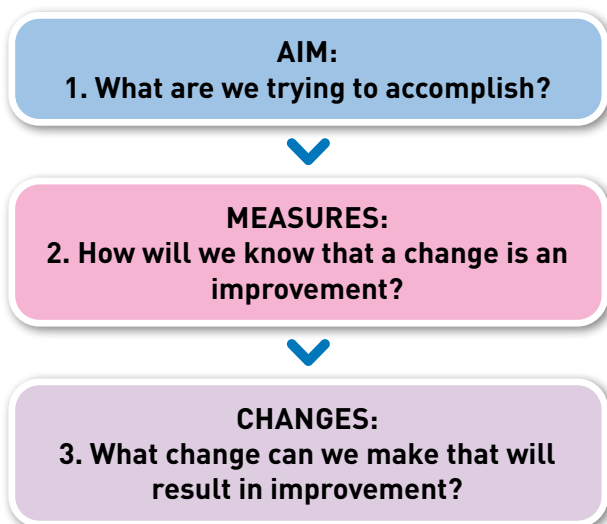 AIM:
1. What are we trying to accomplish?
MEASURES:
2. How will we know that a change is an
improvement?
CHANGES:
3. What change can we make that will
result in improvement?